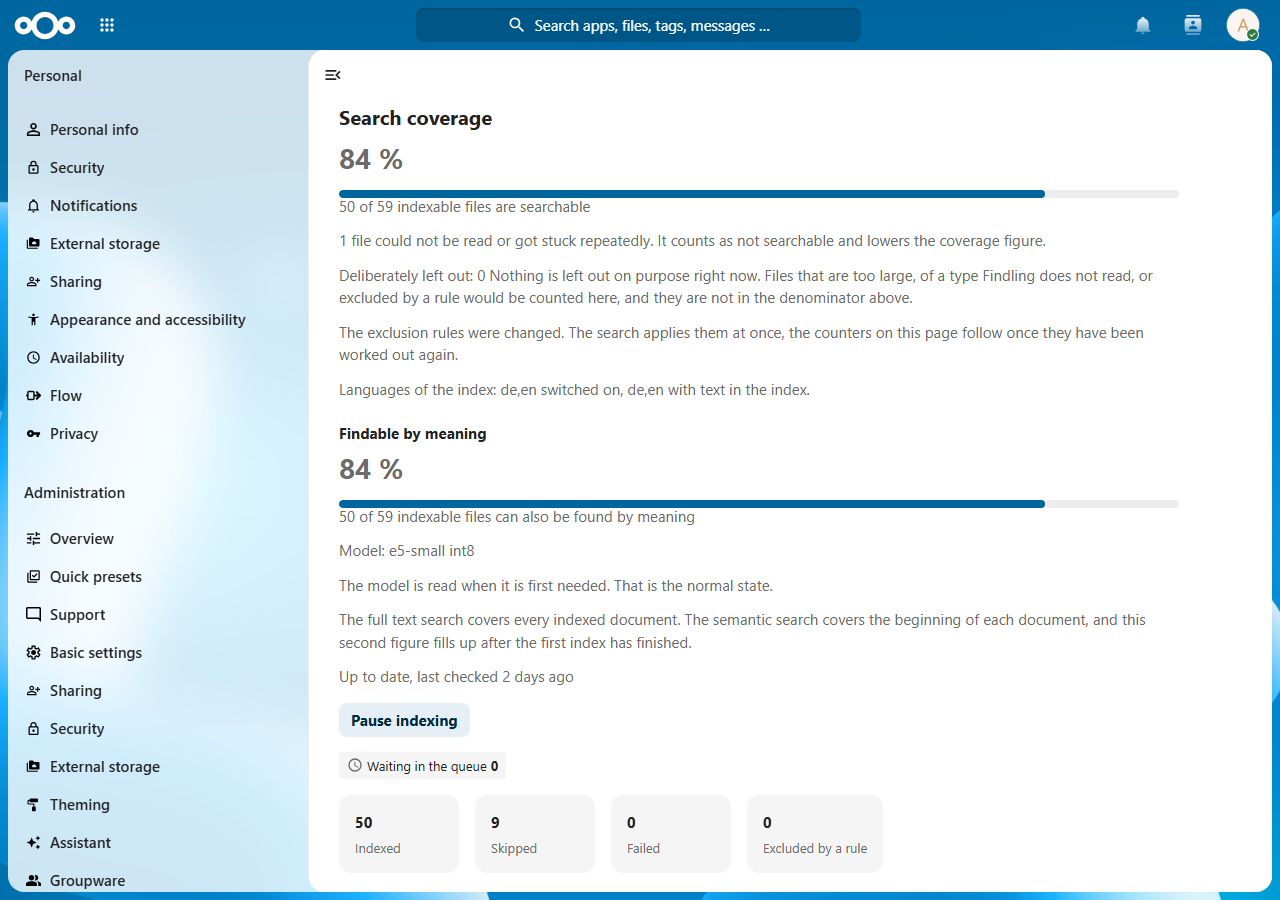 Search apps, files, tags, messages ...
A
Personal
Personal info
Security
Notifications
External storage
Sharing
Appearance and accessibility
Availability
Flow
Privacy
Administration
Overview
Quick presets
Support
Basic settings
Sharing
Security
External storage
Theming
Assistant
Groupware
Search coverage
84 %
50 of 59 indexable files are searchable
1 file could not be read or got stuck repeatedly. It counts as not searchable and lowers the coverage figure.
Deliberately left out: 0 Nothing is left out on purpose right now. Files that are too large, of a type Findling does not read, or
excluded by a rule would be counted here, and they are not in the denominator above.
The exclusion rules were changed. The search applies them at once, the counters on this page follow once they have been
worked out again.
Languages of the index: de,en switched on, de,en with text in the index.
Findable by meaning
84 %
50 of 59 indexable files can also be found by meaning
Model: e5-small int8
The model is read when it is first needed. That is the normal state.
The full text search covers every indexed document. The semantic search covers the beginning of each document, and this
second figure fills up after the first index has finished.
Up to date, last checked 2 days ago
Pause indexing
Waiting in the queue 0
50
Indexed
9
Skipped
0
Failed
0
Excluded by a rule